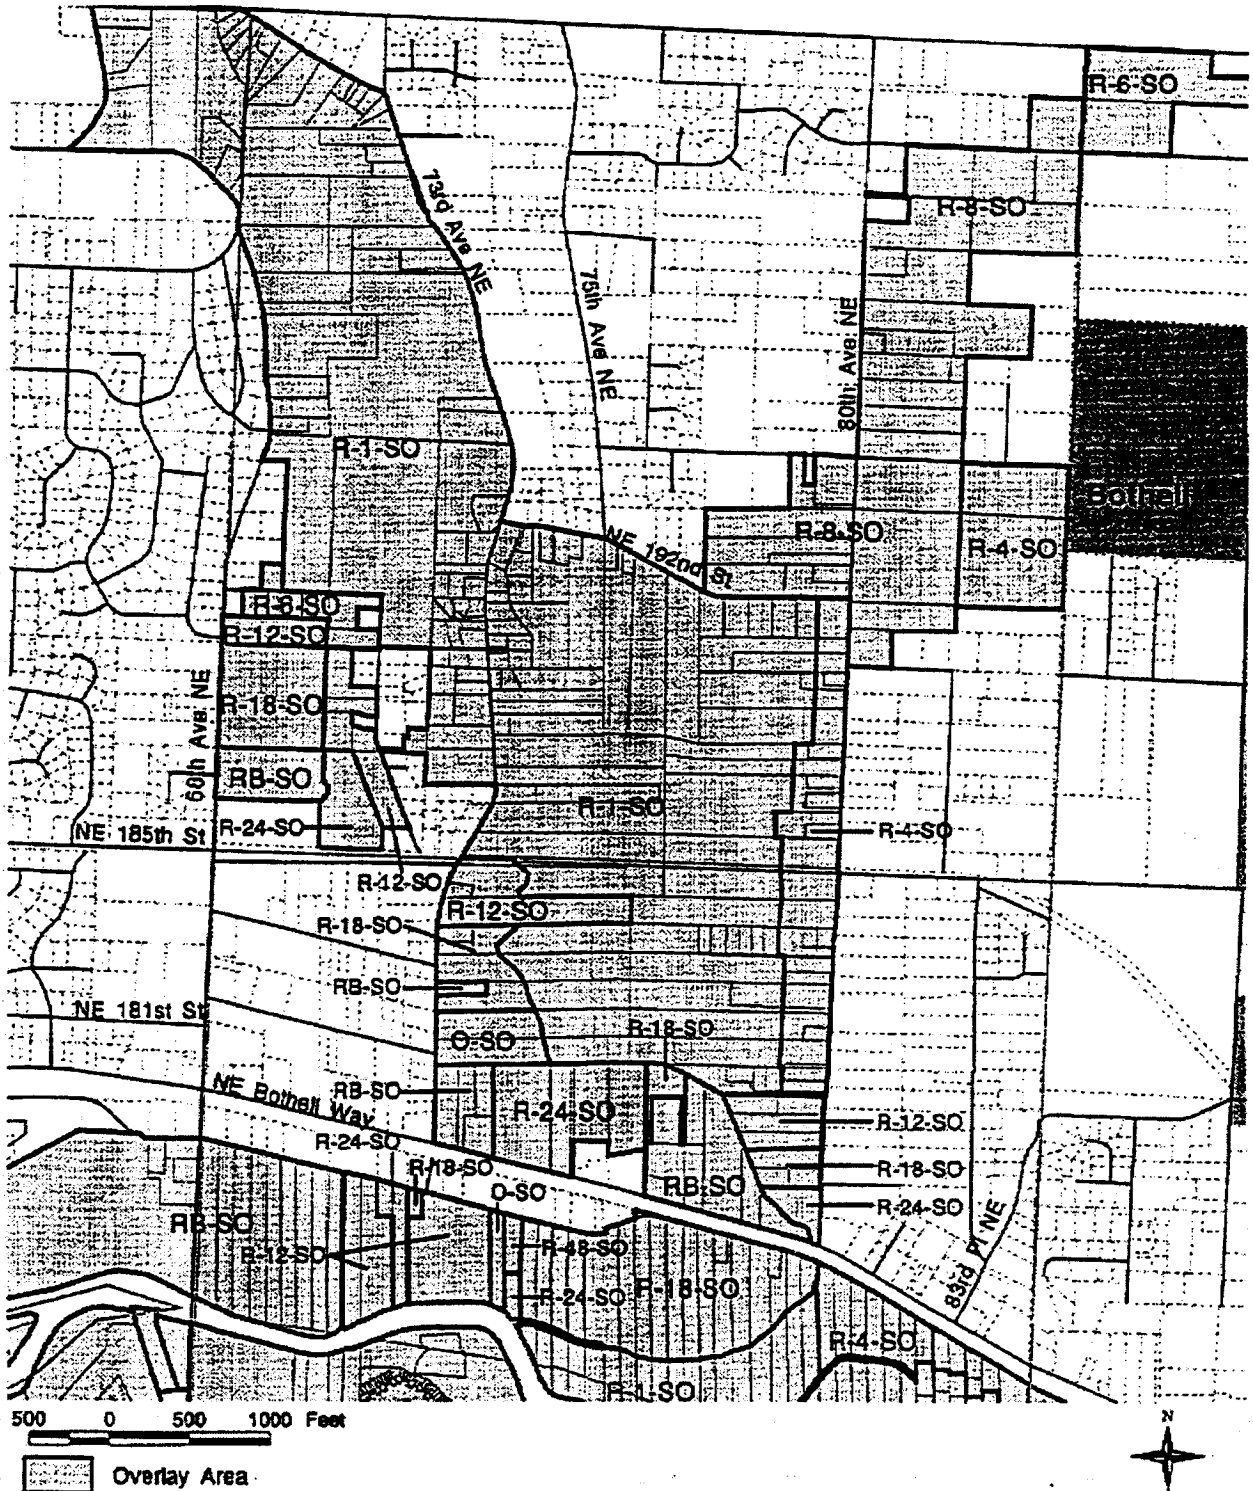 R-6-SO
R-8-SO
73rd Ave NE
75th Ave NE
80th Ave NE
R-1-SO
Bothell
R-8-SO
NE 192nd St
R-4-SO
R-6-SO
R-12-SO
R-18-SO
68th Ave NE
RB-SO
R-1-SO
R-24-SO
R-4-SO
NE 185th St
R-12-SO
R-12-SO
R-18-SO
RB-SO
NE 181st St
R-18-SO
O-SO
NE Bothell Way
RB-SO
R-24-SO
R-12-SO
R-24-SO
R-18-SO
R-18-SO
RB-SO
O-SO
R-24-SO
RB-SO
R-12-SO
R-48-SO
83rd Pl NE
R-24-SO
R-18-SO
R-4-SO
R-1-SO
500 0 500 1000 Feet
N
Overlay Area